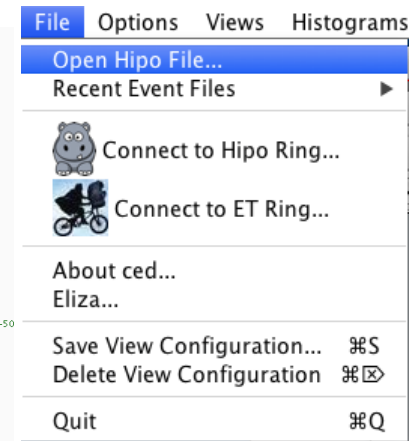 File Options Views Histograms
Open Hipo File...
Recent Event Files ▶
Connect to Hipo Ring...
Connect to ET Ring...
About ced...
Eliza...
-50
Save View Configuration... ⌘S
Delete View Configuration ⌘⌦
Quit ⌘Q